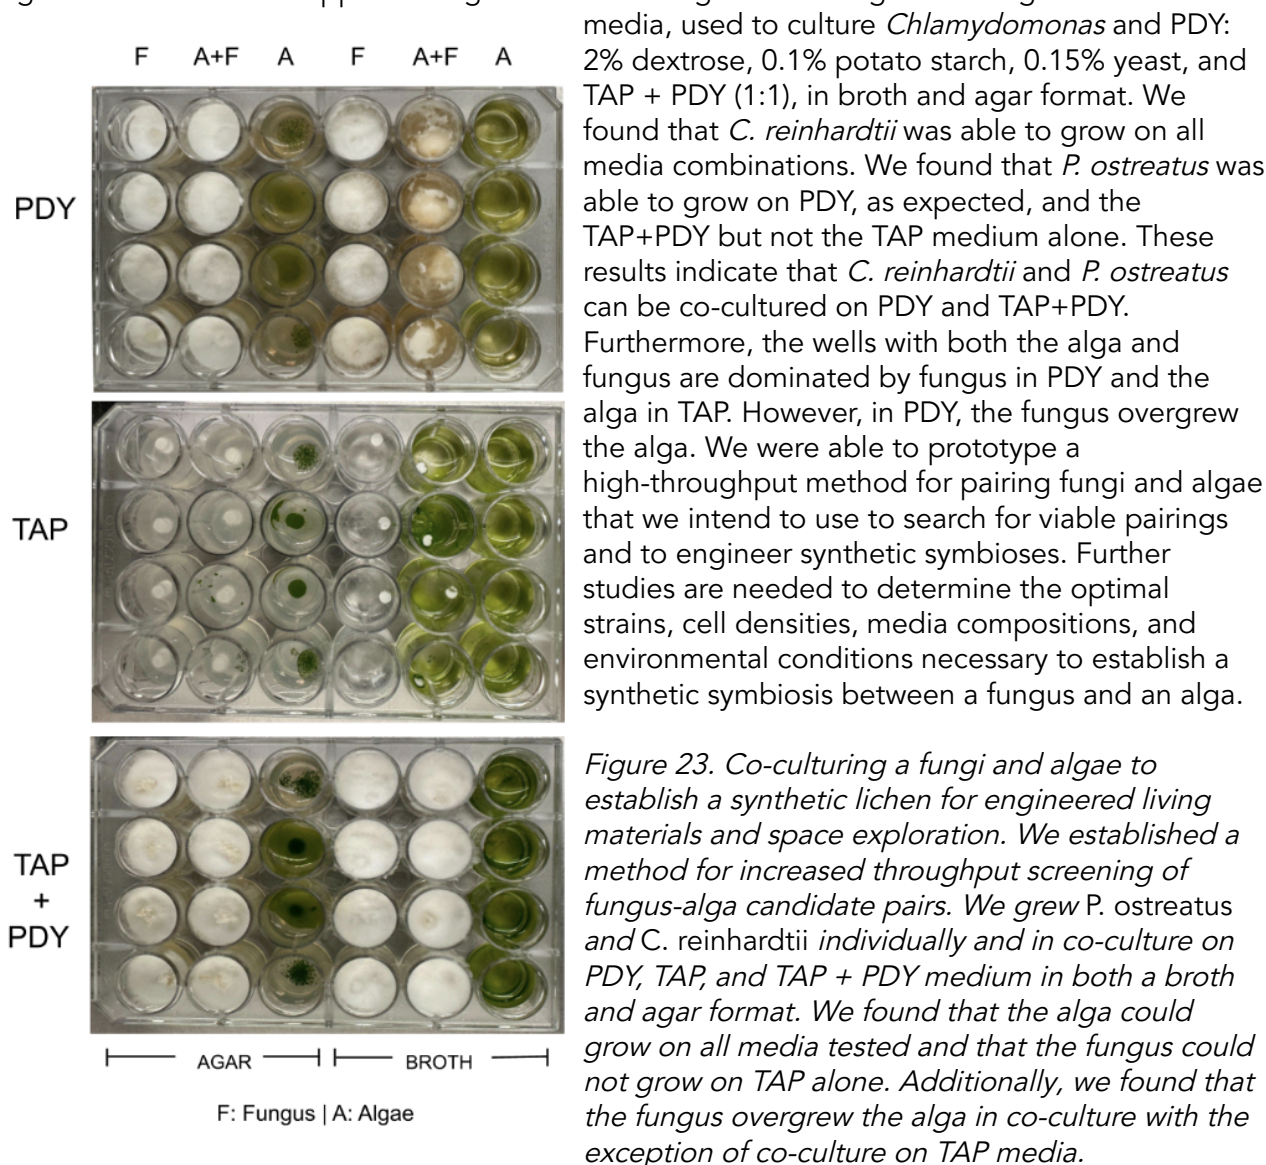 media, used to culture Chlamydomonas and PDY:
2% dextrose, 0.1% potato starch, 0.15% yeast, and
TAP + PDY (1:1), in broth and agar format. We
found that C. reinhardtii was able to grow on all
media combinations. We found that P. ostreatus was
able to grow on PDY, as expected, and the
TAP+PDY but not the TAP medium alone. These
results indicate that C. reinhardtii and P. ostreatus
can be co-cultured on PDY and TAP+PDY.
Furthermore, the wells with both the alga and
fungus are dominated by fungus in PDY and the
alga in TAP. However, in PDY, the fungus overgrew
the alga. We were able to prototype a
high-throughput method for pairing fungi and algae
that we intend to use to search for viable pairings
and to engineer synthetic symbioses. Further
studies are needed to determine the optimal
strains, cell densities, media compositions, and
environmental conditions necessary to establish a
synthetic symbiosis between a fungus and an alga.
F A+F A F A+F A
PDY
TAP
TAP
+
PDY
AGAR BROTH
F: Fungus | A: Algae
Figure 23. Co-culturing a fungi and algae to
establish a synthetic lichen for engineered living
materials and space exploration. We established a
method for increased throughput screening of
fungus-alga candidate pairs. We grew P. ostreatus
and C. reinhardtii individually and in co-culture on
PDY, TAP, and TAP + PDY medium in both a broth
and agar format. We found that the alga could
grow on all media tested and that the fungus could
not grow on TAP alone. Additionally, we found that
the fungus overgrew the alga in co-culture with the
exception of co-culture on TAP media.